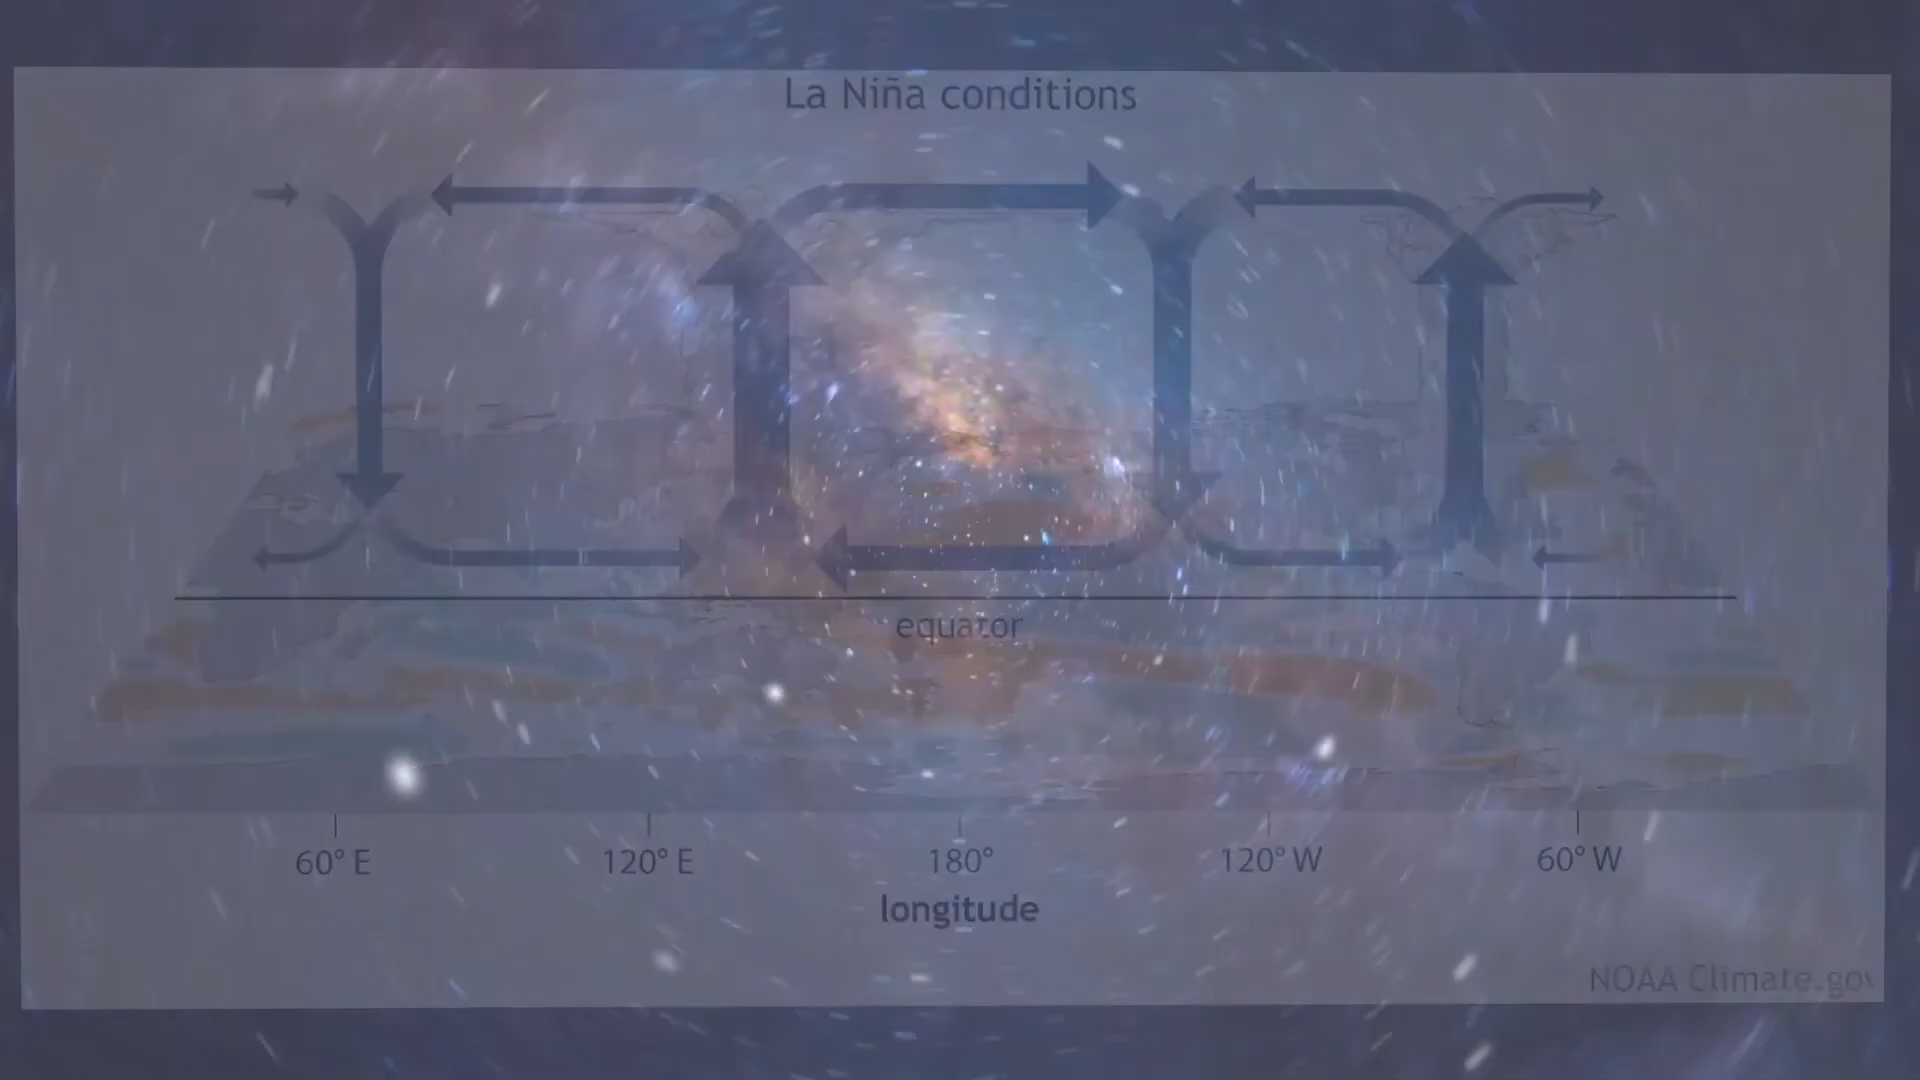 La Niña conditions
equator
60° E 120° E 180° 120° W 60° W
longitude
NOAA Climate.gov